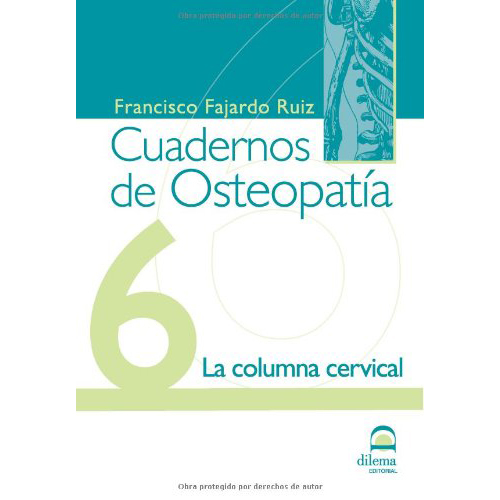 Obra protegida por derechos de autor
Francisco Fajardo Ruiz
Cuadernos
de Osteopatía
6
La columna cervical
dilema
EDITORIAL
Obra protegida por derechos de autor